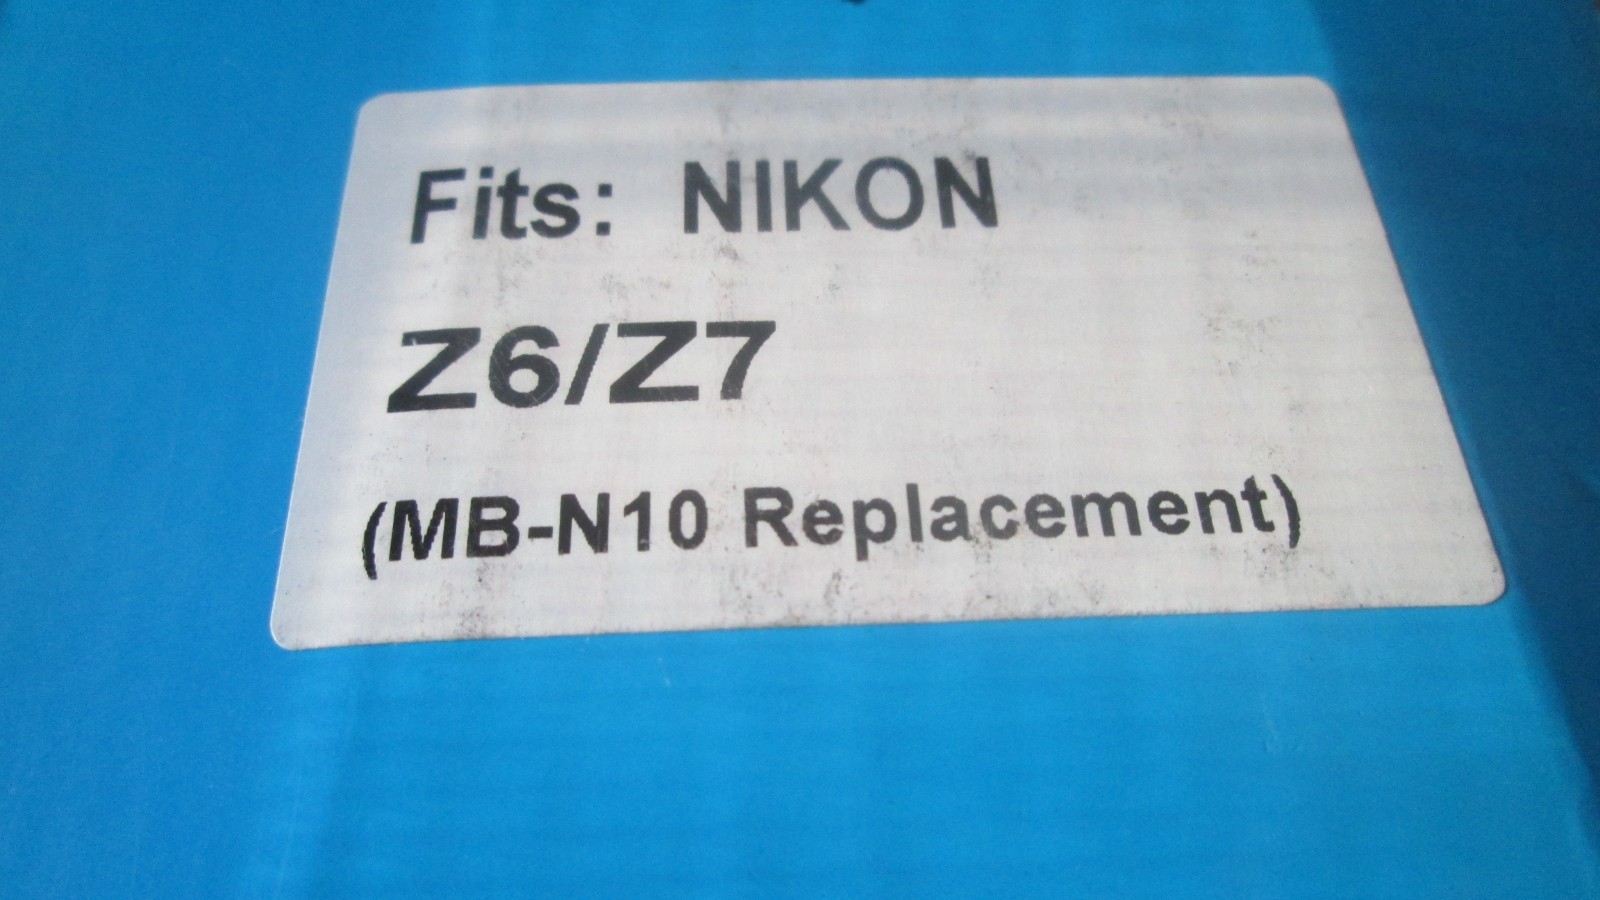 Fits: NIKON
Z6/Z7
(MB-N10 Replacement)